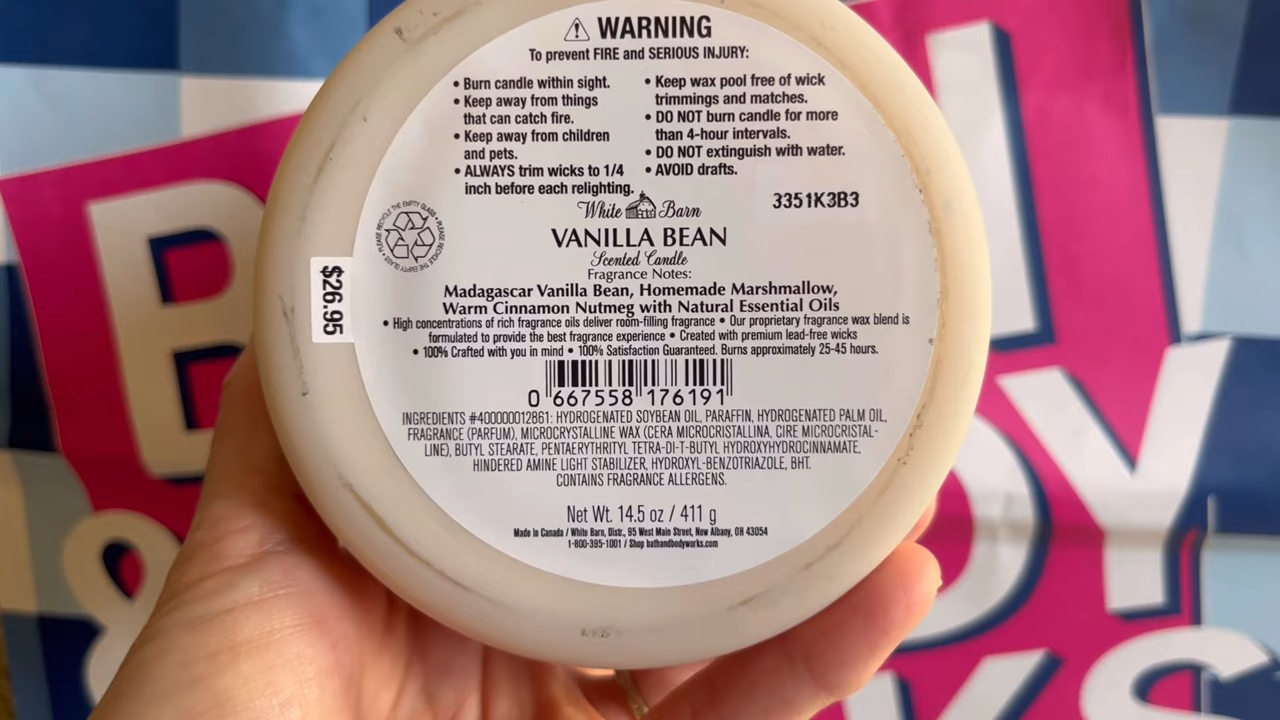 WARNING
To prevent FIRE and SERIOUS INJURY:
• Burn candle within sight.
• Keep away from things
that can catch fire.
• Keep away from children
and pets.
• ALWAYS trim wicks to 1/4
inch before each relighting.
• Keep wax pool free of wick
trimmings and matches.
• DO NOT burn candle for more
than 4-hour intervals.
• DO NOT extinguish with water.
• AVOID drafts.
3351K3B3
PLEASE RECYCLE THE EMPTY GLASS • PLEASE RECYCLE THE EMPTY GLASS •
White Barn
VANILLA BEAN
Scented Candle
Fragrance Notes:
Madagascar Vanilla Bean, Homemade Marshmallow,
Warm Cinnamon Nutmeg with Natural Essential Oils
• High concentrations of rich fragrance oils deliver room-filling fragrance • Our proprietary fragrance wax blend is
formulated to provide the best fragrance experience • Created with premium lead-free wicks
• 100% Crafted with you in mind • 100% Satisfaction Guaranteed. Burns approximately 25-45 hours.
$26.95
0 667558 176191
INGREDIENTS #400000012861: HYDROGENATED SOYBEAN OIL, PARAFFIN, HYDROGENATED PALM OIL,
FRAGRANCE (PARFUM), MICROCRYSTALLINE WAX (CERA MICROCRISTALLINA, CIRE MICROCRISTAL-
LINE), BUTYL STEARATE, PENTAERYTHRITYL TETRA-DI-T-BUTYL HYDROXYHYDROCINNAMATE,
HINDERED AMINE LIGHT STABILIZER, HYDROXYL-BENZOTRIAZOLE, BHT.
CONTAINS FRAGRANCE ALLERGENS.
Net Wt. 14.5 oz / 411 g
Made in Canada / White Barn, Distr., 95 West Main Street, New Albany, OH 43054
1-800-395-1001 / Shop bathandbodyworks.com
B
&
DY
KS